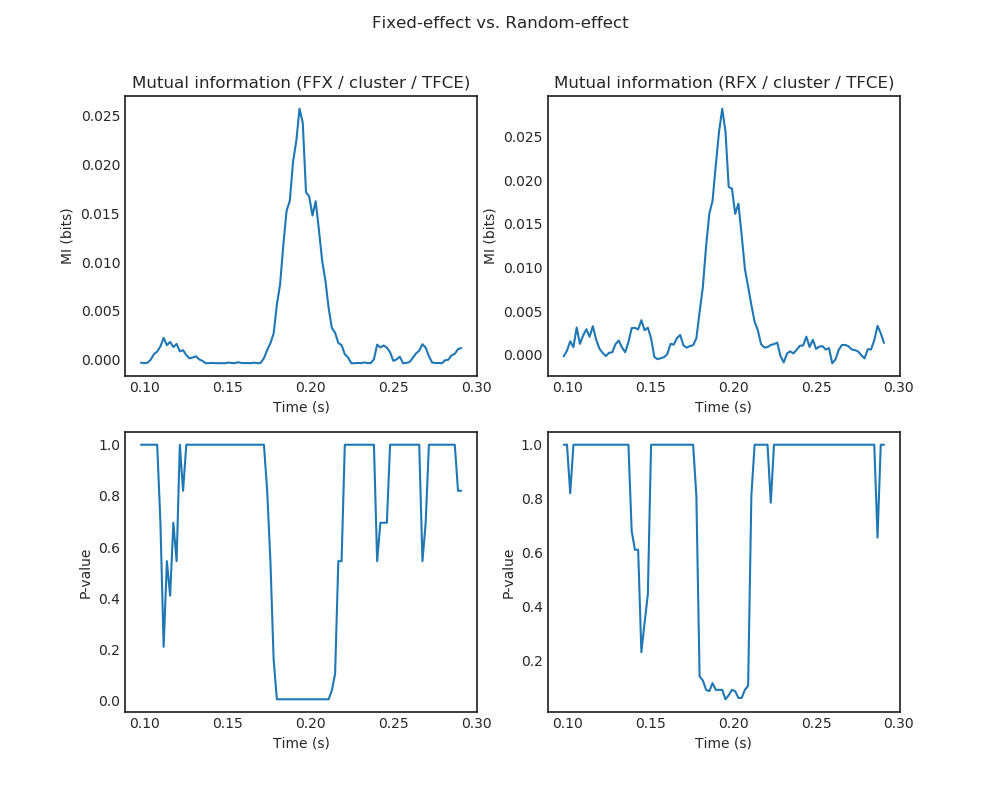 Fixed-effect vs. Random-effect
Mutual information (FFX / cluster / TFCE)
MI (bits)
0.025
0.020
0.015
0.010
0.005
0.000
0.10 0.15 0.20 0.25 0.30
Time (s)
Mutual information (RFX / cluster / TFCE)
MI (bits)
0.025
0.020
0.015
0.010
0.005
0.000
0.10 0.15 0.20 0.25 0.30
Time (s)
P-value
1.0
0.8
0.6
0.4
0.2
0.0
0.10 0.15 0.20 0.25 0.30
Time (s)
P-value
1.0
0.8
0.6
0.4
0.2
0.10 0.15 0.20 0.25 0.30
Time (s)